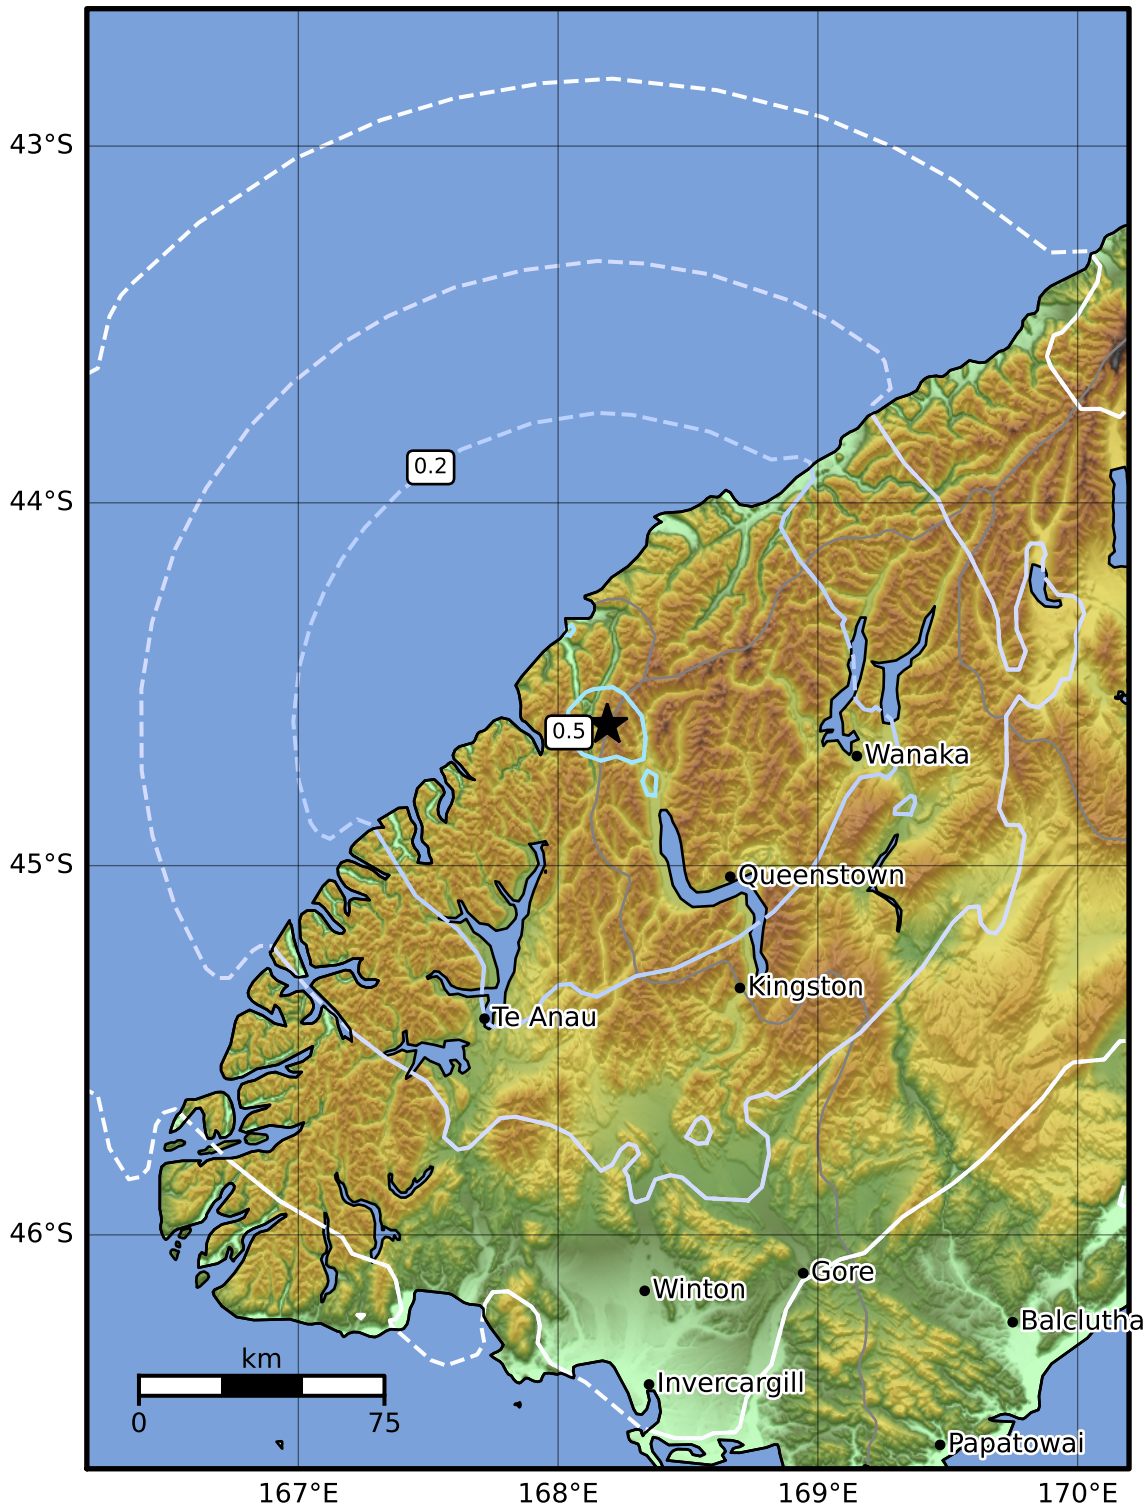 43°S
0.2
44°S
0.5
Wanaka
45°S
Queenstown
Kingston
Te Anau
46°S
Gore
Winton
Balclutha
km
Invercargill
0
75
Papatowai
167°E
168°E
169°E
170°E